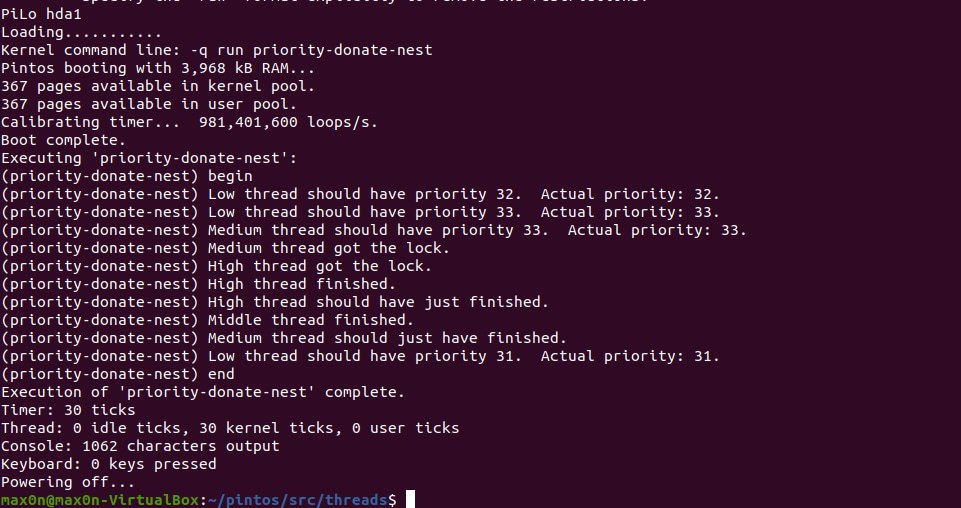 PiLo hda1
Loading...........
Kernel command line: -q run priority-donate-nest
Pintos booting with 3,968 kB RAM...
367 pages available in kernel pool.
367 pages available in user pool.
Calibrating timer...  981,401,600 loops/s.
Boot complete.
Executing 'priority-donate-nest':
(priority-donate-nest) begin
(priority-donate-nest) Low thread should have priority 32.  Actual priority: 32.
(priority-donate-nest) Low thread should have priority 33.  Actual priority: 33.
(priority-donate-nest) Medium thread should have priority 33.  Actual priority: 33.
(priority-donate-nest) Medium thread got the lock.
(priority-donate-nest) High thread got the lock.
(priority-donate-nest) High thread finished.
(priority-donate-nest) High thread should have just finished.
(priority-donate-nest) Middle thread finished.
(priority-donate-nest) Medium thread should just have finished.
(priority-donate-nest) Low thread should have priority 31.  Actual priority: 31.
(priority-donate-nest) end
Execution of 'priority-donate-nest' complete.
Timer: 30 ticks
Thread: 0 idle ticks, 30 kernel ticks, 0 user ticks
Console: 1062 characters output
Keyboard: 0 keys pressed
Powering off...
max0n@max0n-VirtualBox:~/pintos/src/threads$